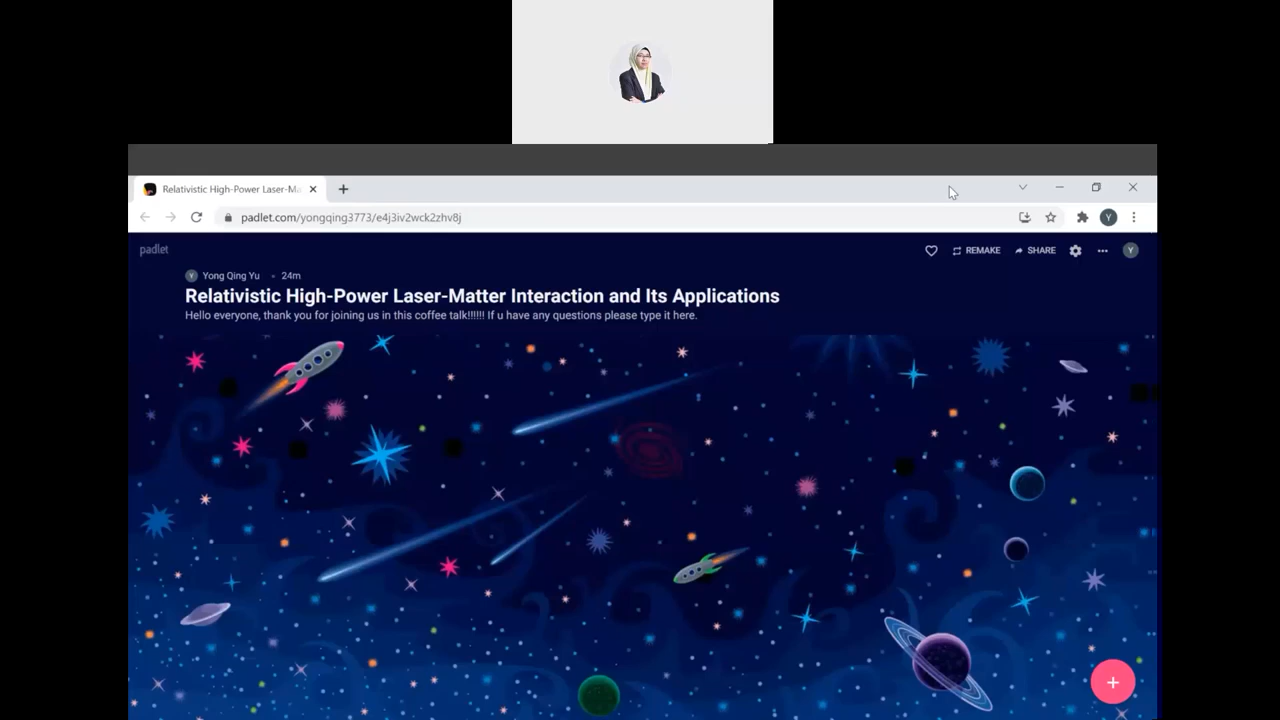 Relativistic High-Power Laser-Ma
padlet.com/yongqing3773/e4j3iv2wck2zhv8j
Y
padlet
REMAKE
SHARE
Y
Y Yong Qing Yu • 24m
Relativistic High-Power Laser-Matter Interaction and Its Applications
Hello everyone, thank you for joining us in this coffee talk!!!!!! If u have any questions please type it here.